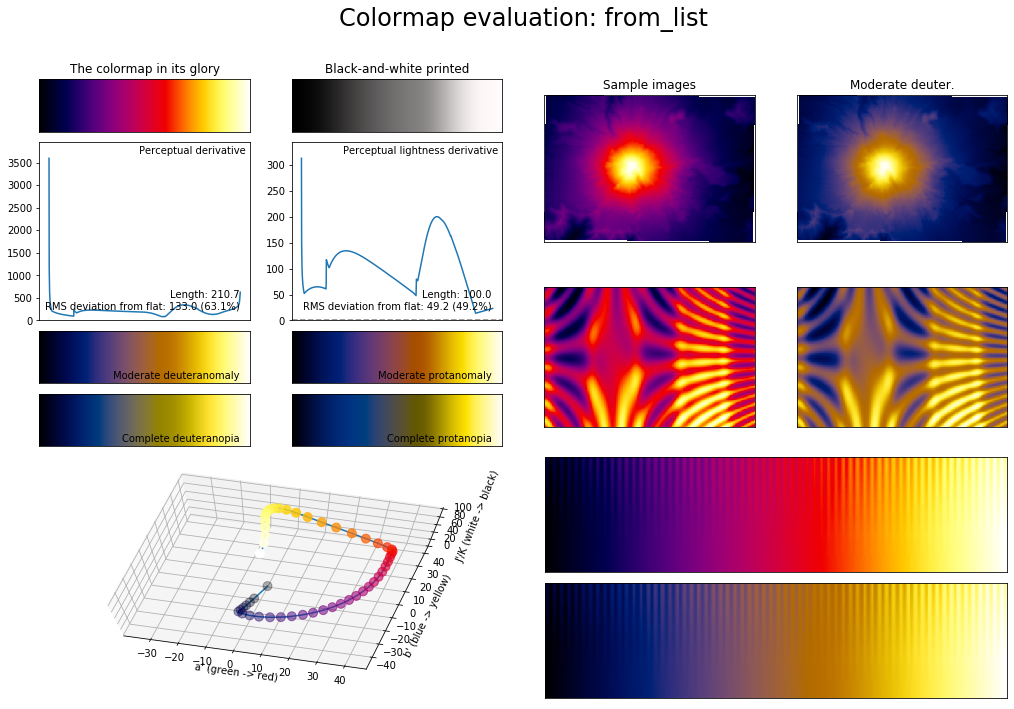 Colormap evaluation: from_list
The colormap in its glory
Black-and-white printed
Sample images
Moderate deuter.
Perceptual derivative
3500
3000
2500
2000
1500
1000
500
0
Length: 210.7
RMS deviation from flat: 133.0 (63.1%)
Perceptual lightness derivative
300
250
200
150
100
50
0
Length: 100.0
RMS deviation from flat: 49.2 (49.2%)
Moderate deuteranomaly
Moderate protanomaly
Complete deuteranopia
Complete protanopia
100
80
60
40
20
0
J'/K (white -> black)
40
30
20
10
0
−10
−20
−30
−40
b' (blue -> yellow)
−30
−20
−10
0
10
20
30
40
a' (green -> red)